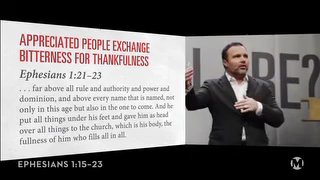 APPRECIATED PEOPLE EXCHANGE
BITTERNESS FOR THANKFULNESS
Ephesians 1:21–23
. . . far above all rule and authority and power and
dominion, and above every name that is named, not
only in this age but also in the one to come. And he
put all things under his feet and gave him as head
over all things to the church, which is his body, the
fullness of him who fills all in all.
RE?
EPHESIANS 1:15–23
M